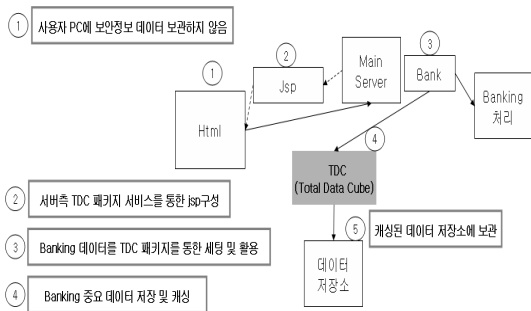 ① 사용자 PC에 보안정보 데이터 보관하지 않음
① Html
② Jsp
Main
Server
③ Bank
Banking
처리
④
TDC
(Total Data Cube)
② 서버측 TDC 패키지 서비스를 통한 jsp구성
③ Banking 데이터를 TDC 패키지를 통한 세팅 및 활용
④ Banking 중요 데이터 저장 및 캐싱
⑤ 캐싱된 데이터 저장소에 보관
데이터
저장소